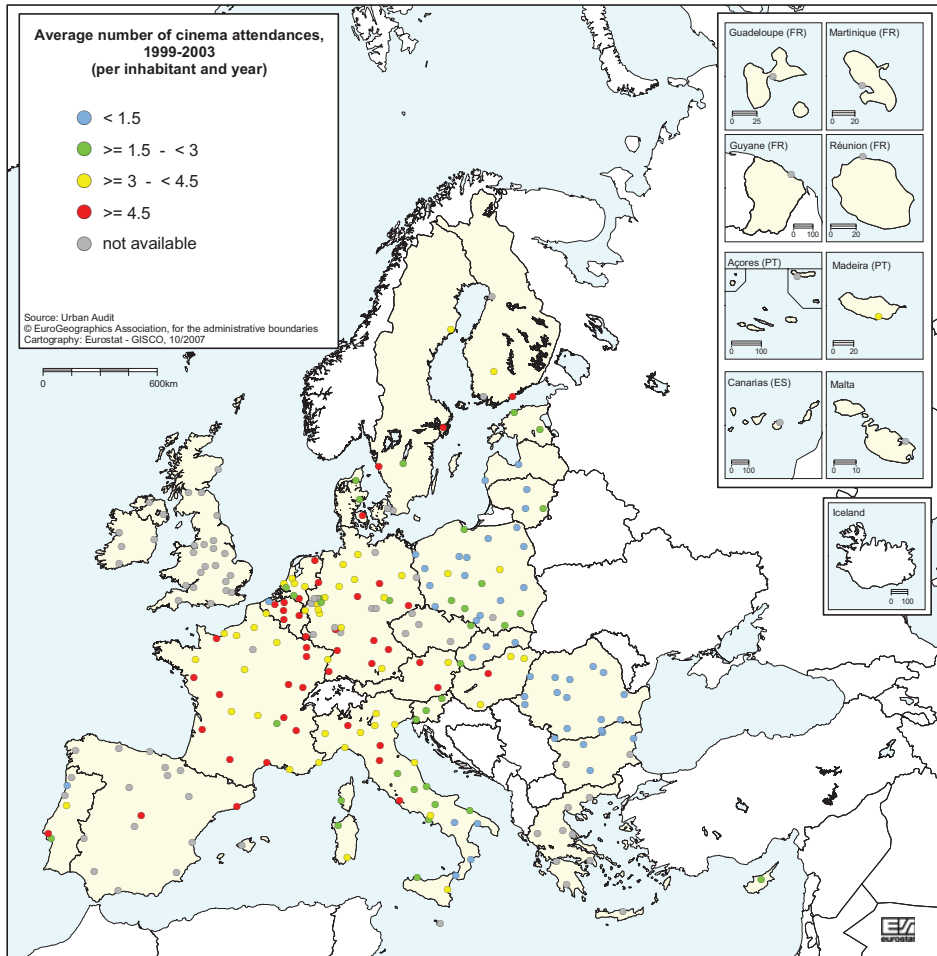 Average number of cinema attendances,
1999-2003
(per inhabitant and year)
< 1.5
>= 1.5 - < 3
>= 3 - < 4.5
>= 4.5
not available
Source: Urban Audit
© EuroGeographics Association, for the administrative boundaries
Cartography: Eurostat - GISCO, 10/2007
0 600km
Guadeloupe (FR)
0 25
Martinique (FR)
0 20
Guyane (FR)
0 100
Réunion (FR)
0 20
Açores (PT)
0 100
Madeira (PT)
0 20
Canarias (ES)
0 100
Malta
0 10
Iceland
0 100
eurostat